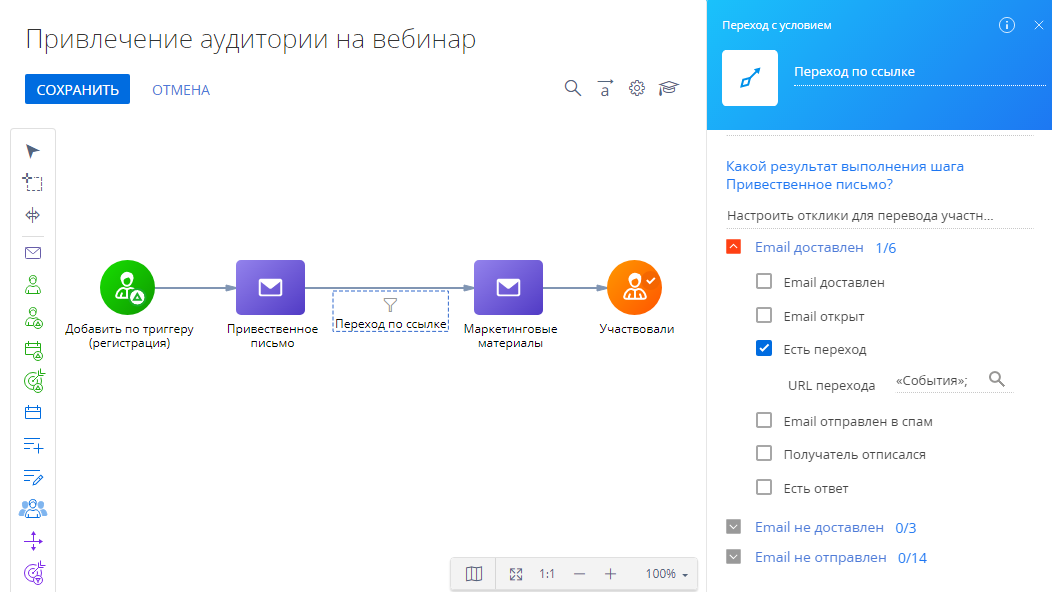 Привлечение аудитории на вебинар
СОХРАНИТЬ
ОТМЕНА
a
Добавить по триггеру
(регистрация)
Привественное
письмо
Переход по ссылке
Маркетинговые
материалы
Участвовали
1:1
100%
Переход с условием
Переход по ссылке
Какой результат выполнения шага
Привественное письмо?
Настроить отклики для перевода участн...
Email доставлен 1/6
Email доставлен
Email открыт
Есть переход
URL перехода «События»;
Email отправлен в спам
Получатель отписался
Есть ответ
Email не доставлен 0/3
Email не отправлен 0/14